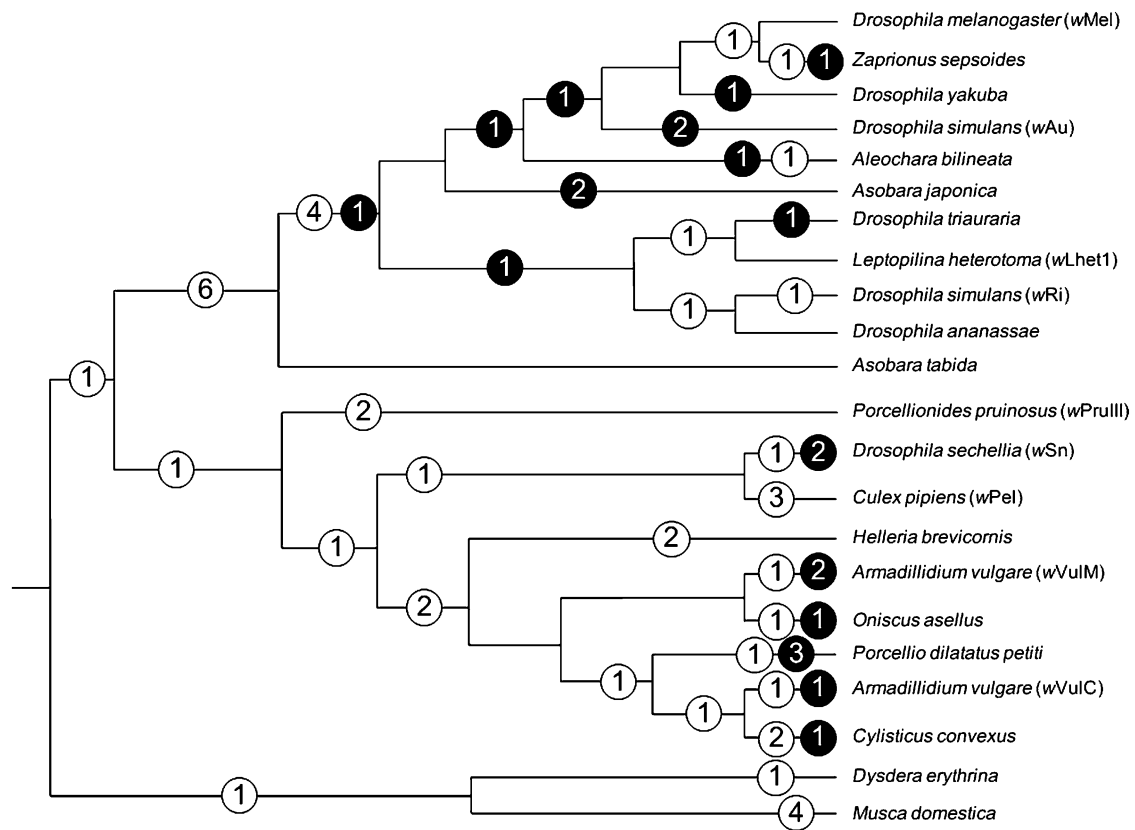 1 Drosophila melanogaster (wMel)
1 1 Zaprionus sepsoides
1 1 Drosophila yakuba
1 2 Drosophila simulans (wAu)
1 1 Aleochara bilineata
2 Asobara japonica
4 1 1 Drosophila triauraria
1 Leptopilina heterotoma (wLhet1)
1
6 1 Drosophila simulans (wRi)
1 Drosophila ananassae
Asobara tabida
1
2 Porcellionides pruinosus (wPruIII)
1 2 Drosophila sechellia (wSn)
1 1
3 Culex pipiens (wPel)
1 2 Helleria brevicornis
1 2 Armadillidium vulgare (wVulM)
2 1 1 Oniscus asellus
1 3 Porcellio dilatatus petiti
1 1 1 Armadillidium vulgare (wVulC)
1
2 1 Cylisticus convexus
1 Dysdera erythrina
1
4 Musca domestica